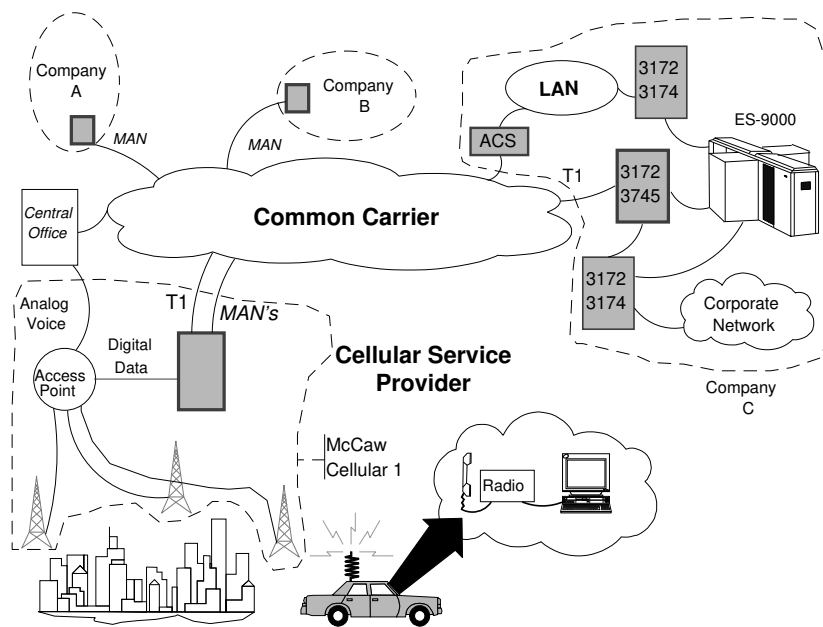 Company
A
MAN
Company
B
MAN
LAN
3172
3174
ES-9000
ACS
T1
3172
3745
Common Carrier
Central
Office
3172
3174
Corporate
Network
Company
C
Analog
Voice
T1
MAN's
Digital
Data
Access
Point
Cellular Service
Provider
McCaw
Cellular 1
Radio